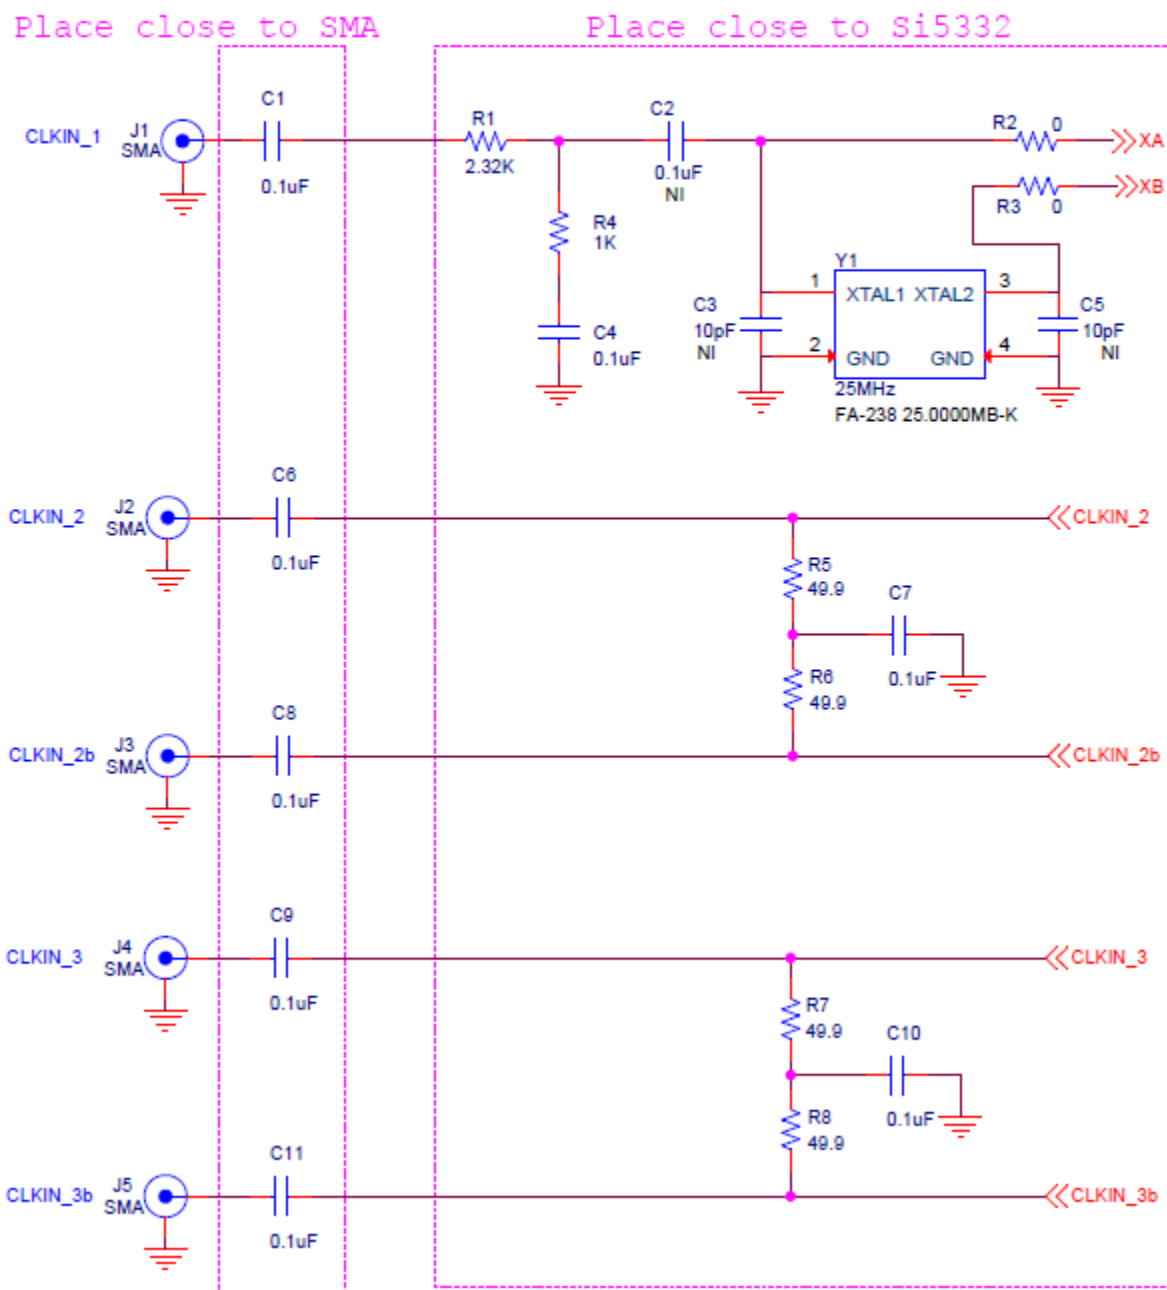 Place close to SMA
Place close to Si5332
CLKIN_1
J1
SMA
C1
0.1uF
R1
2.32K
C2
0.1uF
NI
R2
0
XA
R3
0
XB
R4
1K
C4
0.1uF
C3
10pF
NI
Y1
1
XTAL1
XTAL2
3
2
GND
GND
4
25MHz
FA-238 25.0000MB-K
C5
10pF
NI
CLKIN_2
J2
SMA
C6
0.1uF
CLKIN_2
R5
49.9
C7
0.1uF
R6
49.9
CLKIN_2b
J3
SMA
C8
0.1uF
CLKIN_2b
CLKIN_3
J4
SMA
C9
0.1uF
CLKIN_3
R7
49.9
C10
0.1uF
R8
49.9
CLKIN_3b
J5
SMA
C11
0.1uF
CLKIN_3b